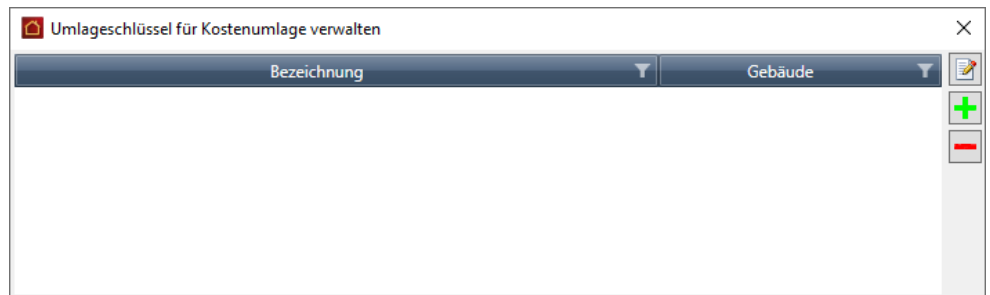 Umlageschlüssel für Kostenumlage verwalten
Bezeichnung Gebäude